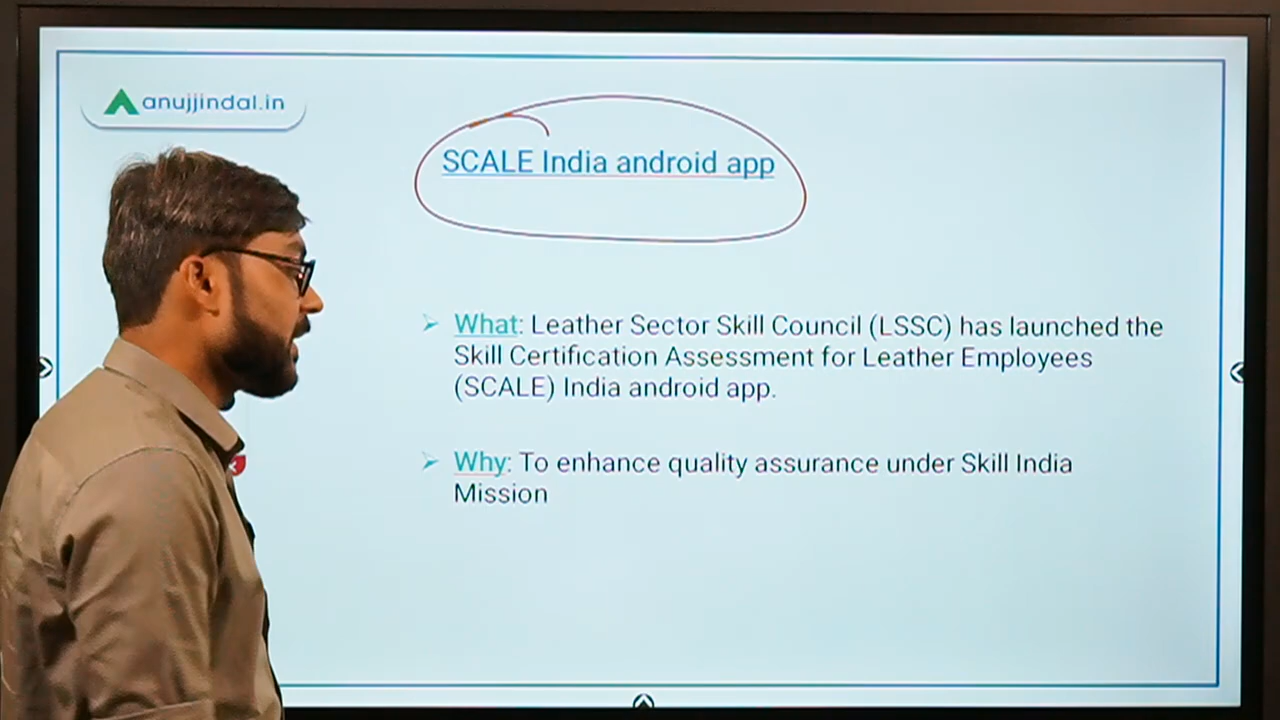 anujjindal.in
SCALE India android app
What: Leather Sector Skill Council (LSSC) has launched the
Skill Certification Assessment for Leather Employees
(SCALE) India android app.
Why: To enhance quality assurance under Skill India
Mission